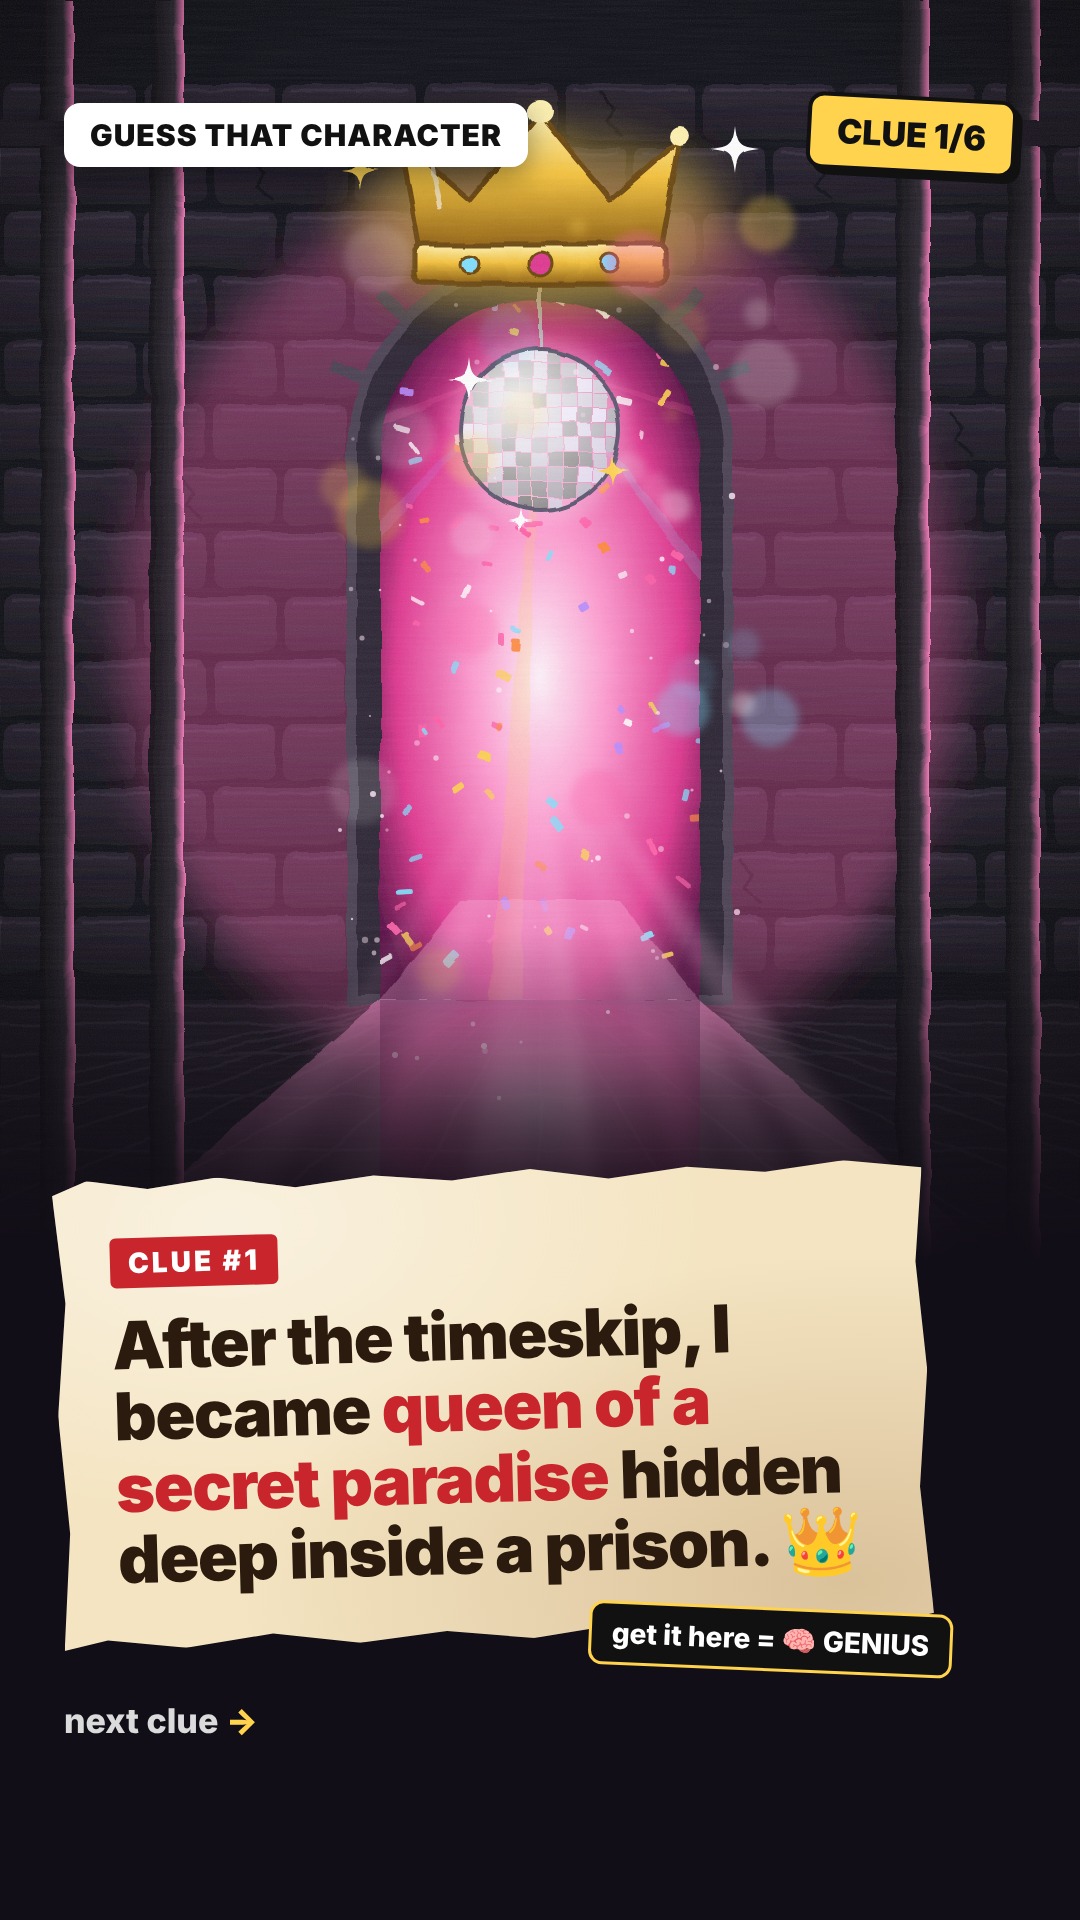 GUESS THAT CHARACTER
CLUE 1/6
CLUE #1
After the timeskip, I
became queen of a
secret paradise hidden
deep inside a prison. 👑
get it here = 🧠 GENIUS
next clue →